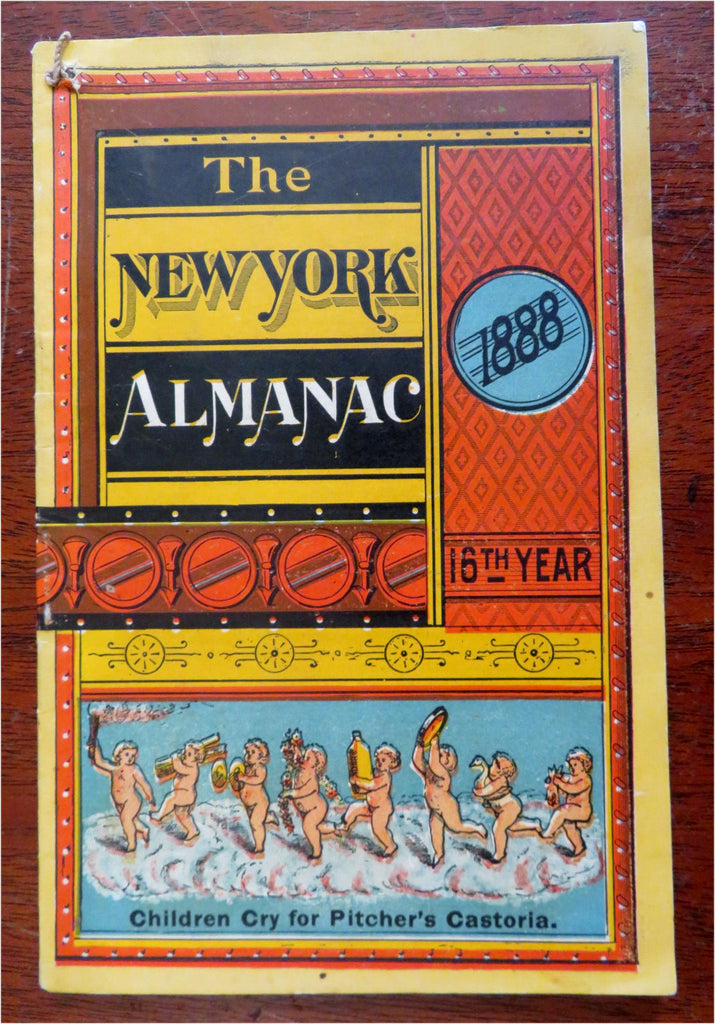 The
NEW YORK
ALMANAC
1888
16TH YEAR
Children Cry for Pitcher's Castoria.